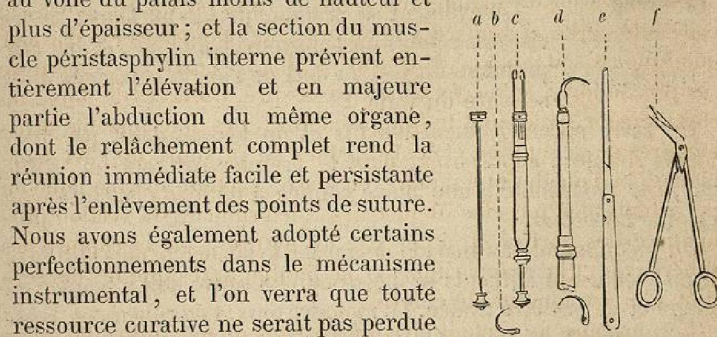 au voile du palais moins de hauteur et
plus d'épaisseur ; et la section du mus-
cle péristasphylin interne prévient en-
tièrement l'élévation et en majeure
partie l'abduction du même organe,
dont le relâchement complet rend la
réunion immédiate facile et persistante
après l'enlèvement des points de suture.
Nous avons également adopté certains
perfectionnements dans le mécanisme
instrumental, et l'on verra que toute
ressource curative ne serait pas perdue
a b c d e f